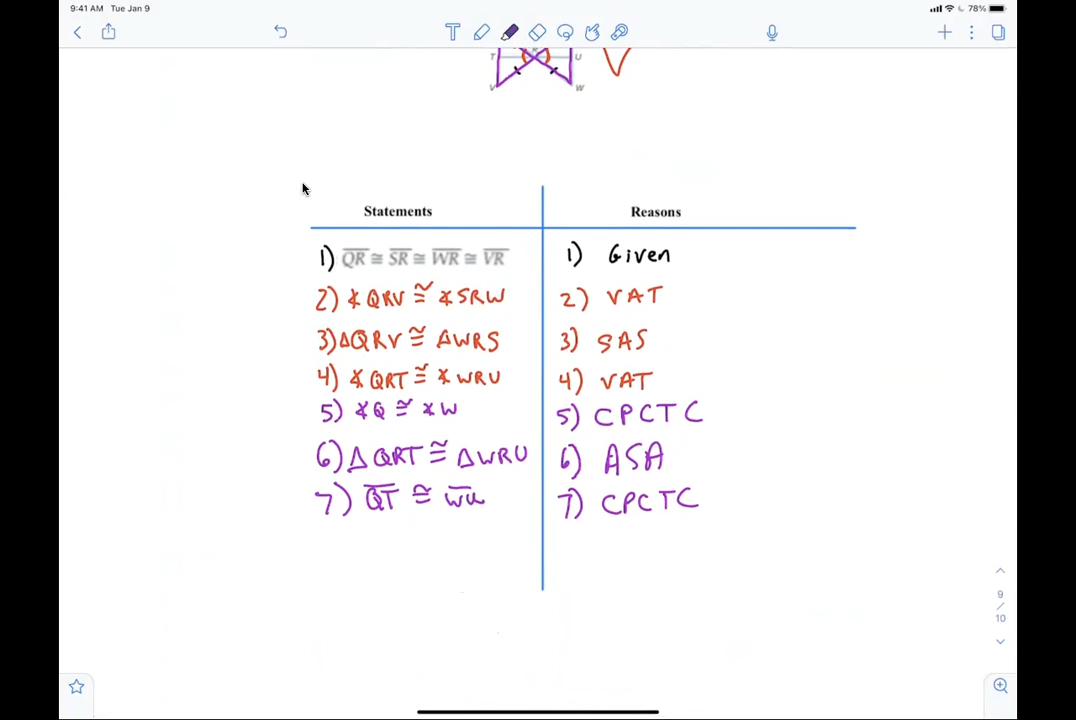 9:41 AM Tue Jan 9
78%
T
U
V
W
V
Statements
Reasons
1) QR ≅ SR ≅ WR ≅ VR
1) Given
2) ∡QRV ≅ ∡SRW
2) VAT
3) ΔQRV ≅ ΔWRS
3) SAS
4) ∡QRT ≅ ∡WRU
4) VAT
5) ∡Q ≅ ∡W
5) CPCTC
6) ΔQRT ≅ ΔWRU
6) ASA
7) QT ≅ WU
7) CPCTC
9
/
10